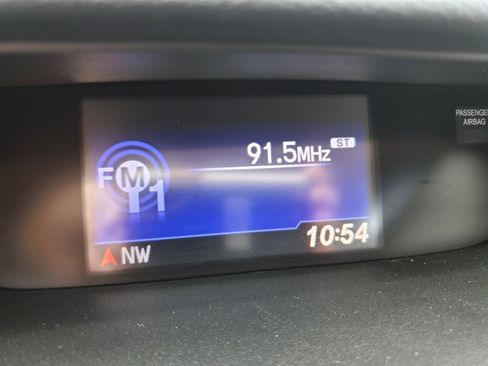 PASSENGER
AIRBAG
91.5MHz ST
FM1
10:54
NW